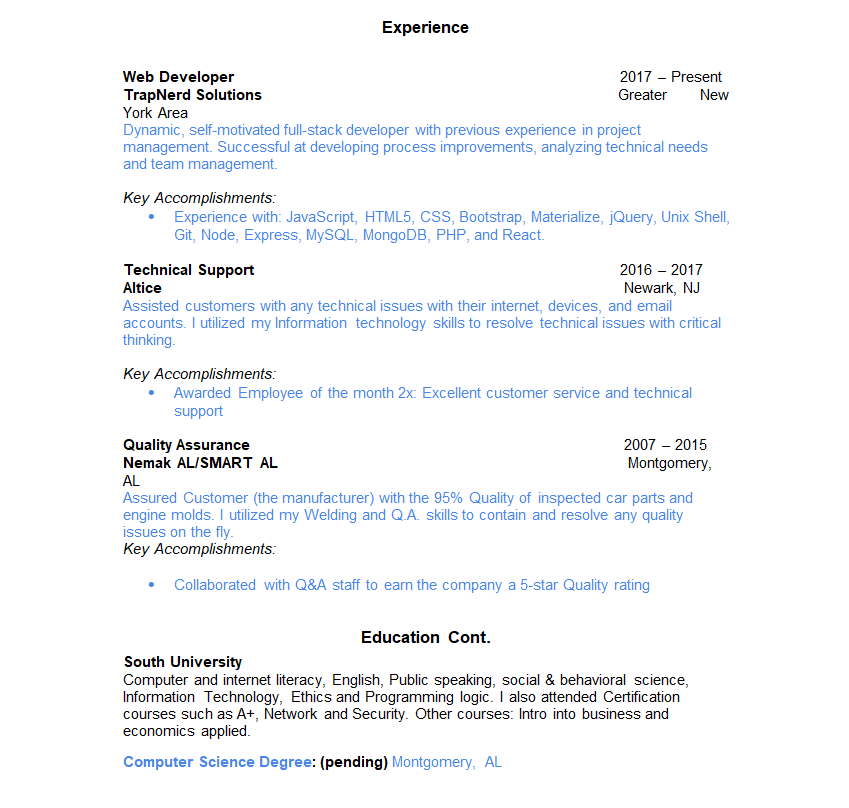 Experience
Web Developer 2017 – Present
TrapNerd Solutions Greater New
York Area
Dynamic, self-motivated full-stack developer with previous experience in project
management. Successful at developing process improvements, analyzing technical needs
and team management.
Key Accomplishments:
• Experience with: JavaScript, HTML5, CSS, Bootstrap, Materialize, jQuery, Unix Shell,
Git, Node, Express, MySQL, MongoDB, PHP, and React.
Technical Support 2016 – 2017
Altice Newark, NJ
Assisted customers with any technical issues with their internet, devices, and email
accounts. I utilized my Information technology skills to resolve technical issues with critical
thinking.
Key Accomplishments:
• Awarded Employee of the month 2x: Excellent customer service and technical
support
Quality Assurance 2007 – 2015
Nemak AL/SMART AL Montgomery,
AL
Assured Customer (the manufacturer) with the 95% Quality of inspected car parts and
engine molds. I utilized my Welding and Q.A. skills to contain and resolve any quality
issues on the fly.
Key Accomplishments:
• Collaborated with Q&A staff to earn the company a 5-star Quality rating
Education Cont.
South University
Computer and internet literacy, English, Public speaking, social & behavioral science,
Information Technology, Ethics and Programming logic. I also attended Certification
courses such as A+, Network and Security. Other courses: Intro into business and
economics applied.
Computer Science Degree: (pending) Montgomery, AL